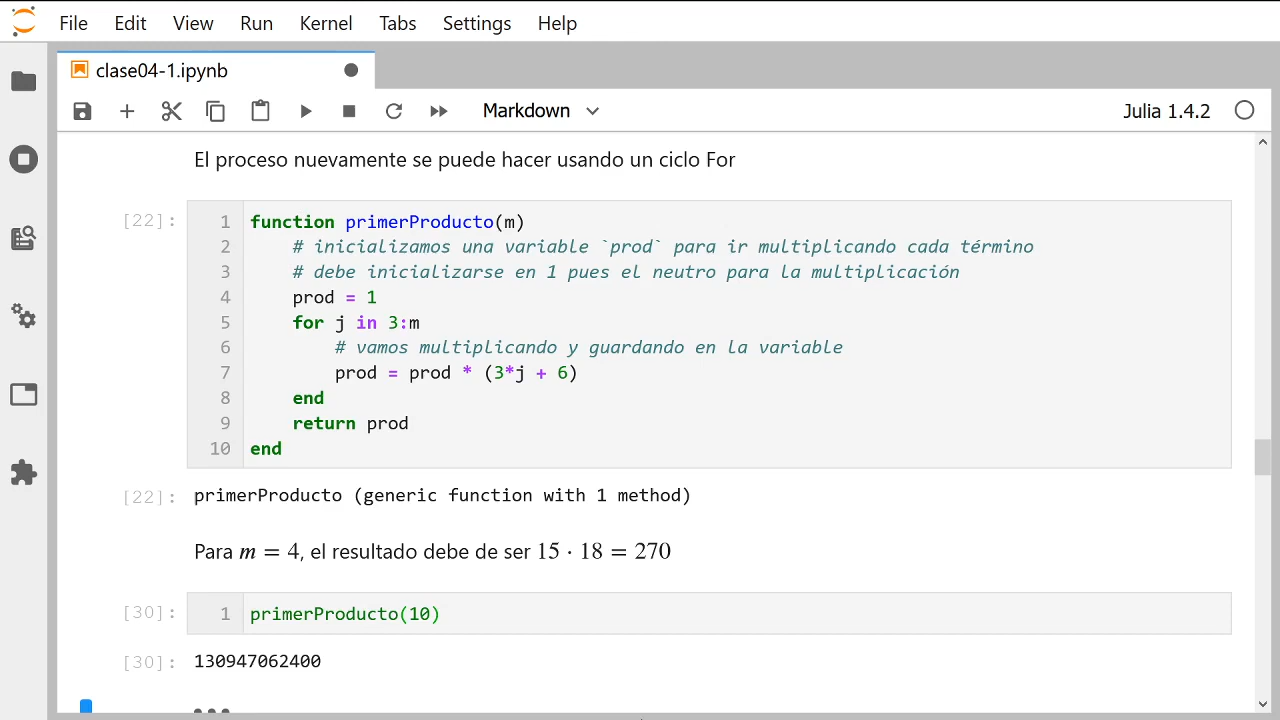 File Edit View Run Kernel Tabs Settings Help
clase04-1.ipynb
Markdown
Julia 1.4.2
El proceso nuevamente se puede hacer usando un ciclo For
[22]:
1 function primerProducto(m)
2 # inicializamos una variable `prod` para ir multiplicando cada término
3 # debe inicializarse en 1 pues el neutro para la multiplicación
4 prod = 1
5 for j in 3:m
6 # vamos multiplicando y guardando en la variable
7 prod = prod * (3*j + 6)
8 end
9 return prod
10 end
[22]: primerProducto (generic function with 1 method)
Para m = 4, el resultado debe de ser 15 · 18 = 270
[30]: 1 primerProducto(10)
[30]: 130947062400